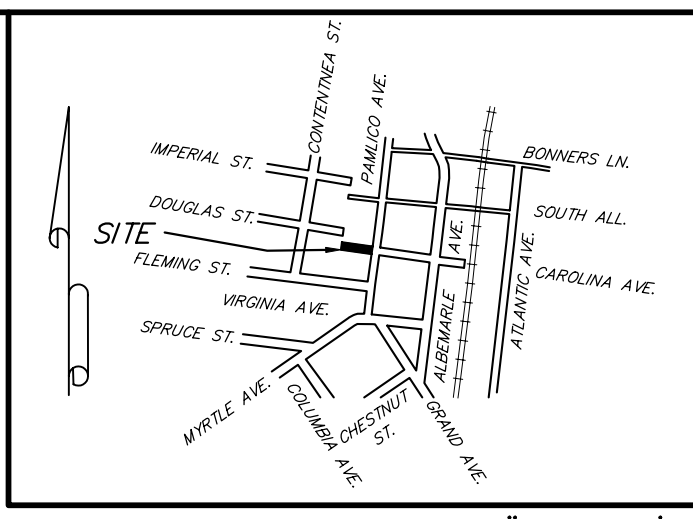 CONTENTNEA ST.
PAMLICO AVE.
IMPERIAL ST.
BONNERS LN.
DOUGLAS ST.
SOUTH ALL.
SITE
FLEMING ST.
AVE.
ALBEMARLE
ATLANTIC AVE.
CAROLINA AVE.
VIRGINIA AVE.
SPRUCE ST.
MYRTLE AVE.
COLUMBIA AVE.
CHESTNUT
ST.
GRAND AVE.